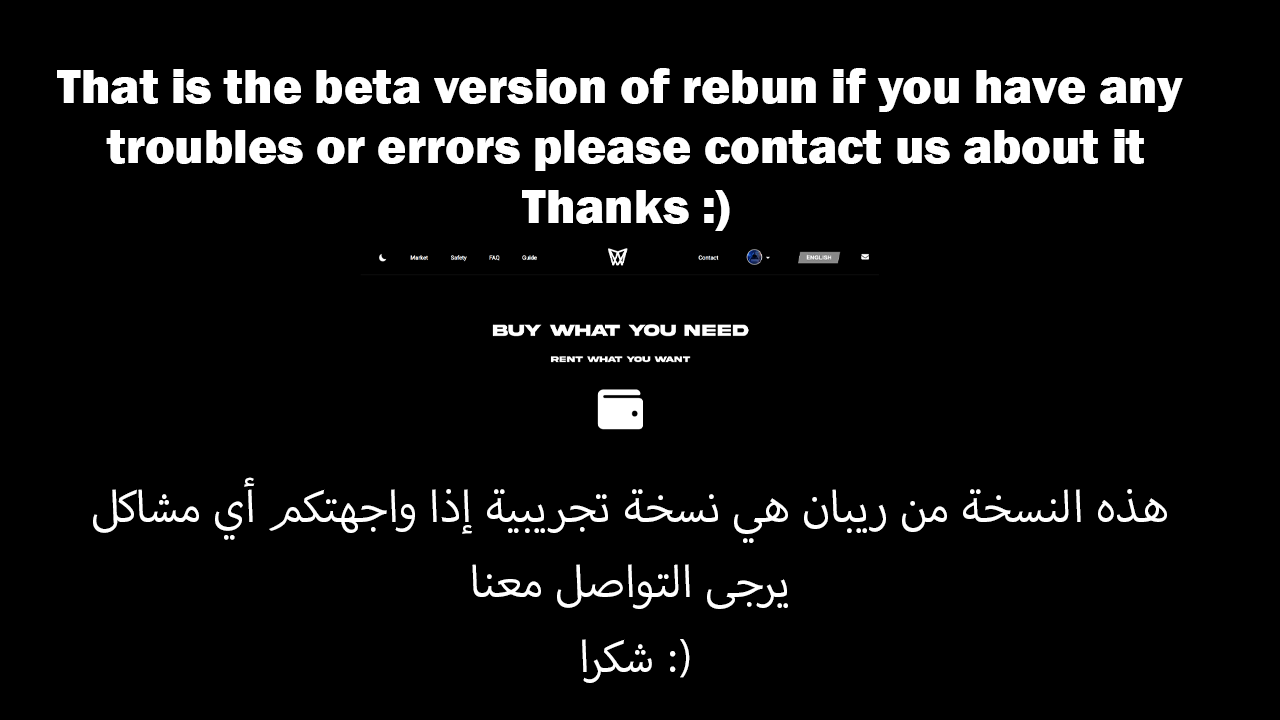 That is the beta version of rebun if you have any
troubles or errors please contact us about it
Thanks :)
Market Safety FAQ Guide Contact ENGLISH
BUY WHAT YOU NEED
RENT WHAT YOU WANT
هذه النسخة من ريبان هي نسخة تجريبية إذا واجهتكم أي مشاكل
يرجى التواصل معنا
شكرا :)